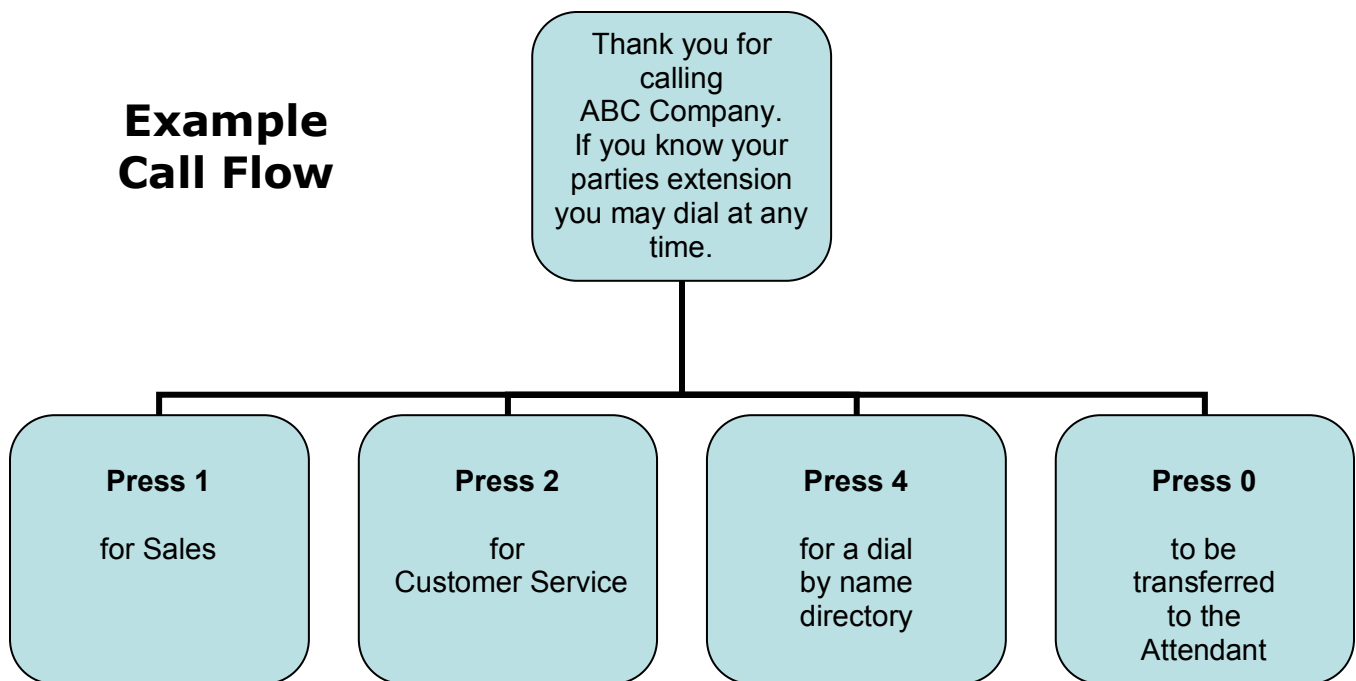 Example
Call Flow
Thank you for
calling
ABC Company.
If you know your
parties extension
you may dial at any
time.
Press 1
for Sales
Press 2
for
Customer Service
Press 4
for a dial
by name
directory
Press 0
to be
transferred
to the
Attendant